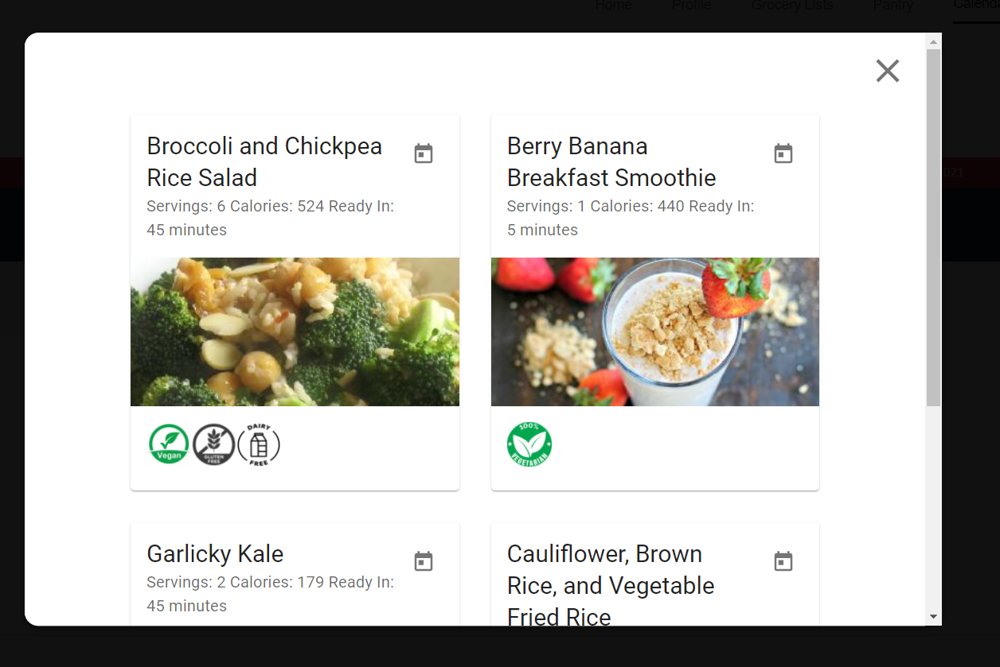 Home Profile Grocery Lists Pantry Calenda
021
Broccoli and Chickpea
Rice Salad
Servings: 6 Calories: 524 Ready In:
45 minutes
Vegan
GLUTEN
FREE
DAIRY
FREE
Berry Banana
Breakfast Smoothie
Servings: 1 Calories: 440 Ready In:
5 minutes
100%
VEGETARIAN
Garlicky Kale
Servings: 2 Calories: 179 Ready In:
45 minutes
Cauliflower, Brown
Rice, and Vegetable
Fried Rice